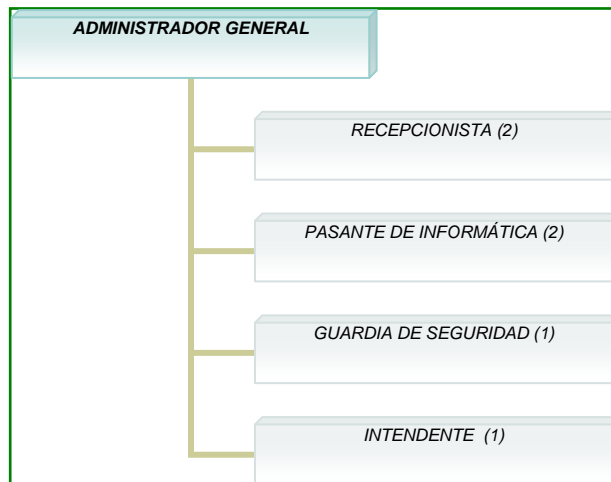 ADMINISTRADOR GENERAL
RECEPCIONISTA (2)
PASANTE DE INFORMÁTICA (2)
GUARDIA DE SEGURIDAD (1)
INTENDENTE (1)